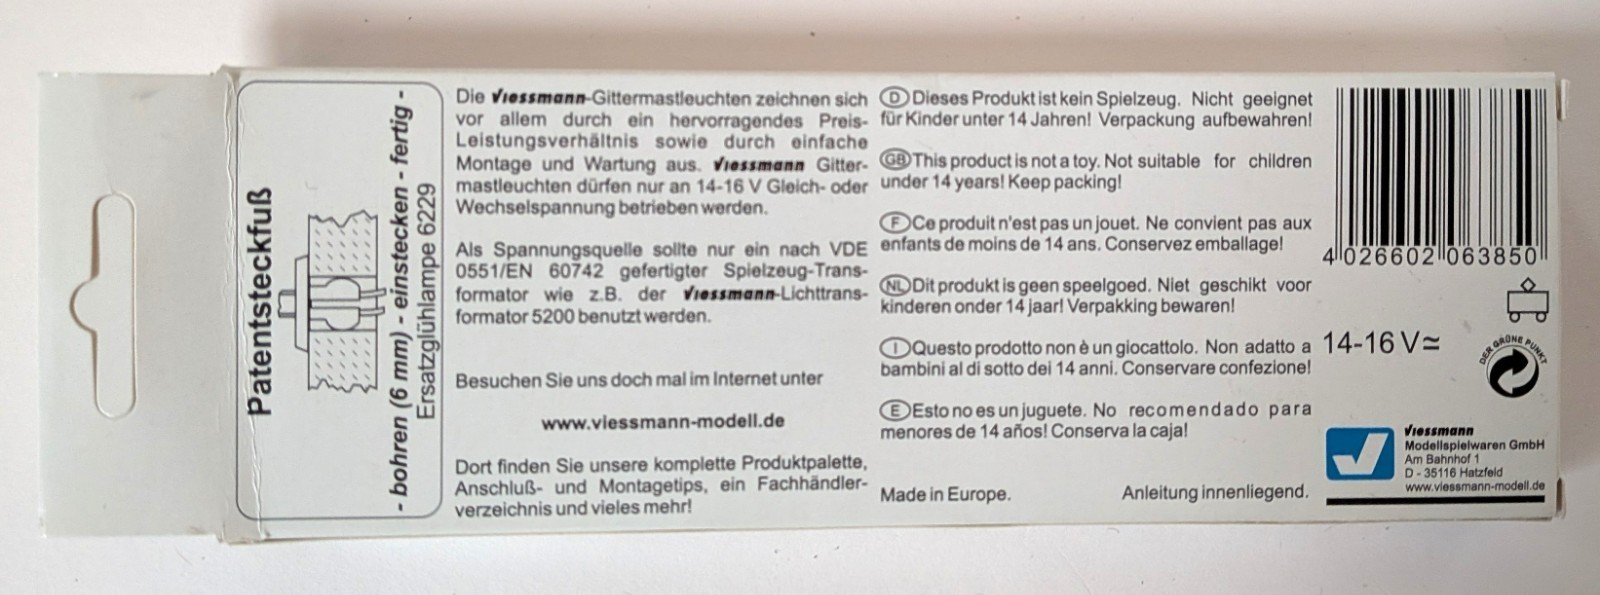 Patentsteckfuß
- bohren (6 mm) - einstecken - fertig -
Ersatzglühlampe 6229
Die Viessmann-Gittermastleuchten zeichnen sich
vor allem durch ein hervorragendes Preis-
Leistungsverhältnis sowie durch einfache
Montage und Wartung aus. Viessmann Gitter-
mastleuchten dürfen nur an 14-16 V Gleich- oder
Wechselspannung betrieben werden.
Als Spannungsquelle sollte nur ein nach VDE
0551/EN 60742 gefertigter Spielzeug-Trans-
formator wie z.B. der Viessmann-Lichttrans-
formator 5200 benutzt werden.
Besuchen Sie uns doch mal im Internet unter
www.viessmann-modell.de
Dort finden Sie unsere komplette Produktpalette,
Anschluß- und Montagetips, ein Fachhändler-
verzeichnis und vieles mehr!
D Dieses Produkt ist kein Spielzeug. Nicht geeignet
für Kinder unter 14 Jahren! Verpackung aufbewahren!
GB This product is not a toy. Not suitable for children
under 14 years! Keep packing!
F Ce produit n'est pas un jouet. Ne convient pas aux
enfants de moins de 14 ans. Conservez emballage!
NL Dit produkt is geen speelgoed. Niet geschikt voor
kinderen onder 14 jaar! Verpakking bewaren!
I Questo prodotto non è un giocattolo. Non adatto a
bambini al di sotto dei 14 anni. Conservare confezione!
E Esto no es un juguete. No recomendado para
menores de 14 años! Conserva la caja!
Made in Europe. Anleitung innenliegend.
4 026602 063850
14-16 V≃
DER GRÜNE PUNKT
Viessmann
Modellspielwaren GmbH
Am Bahnhof 1
D - 35116 Hatzfeld
www.viessmann-modell.de